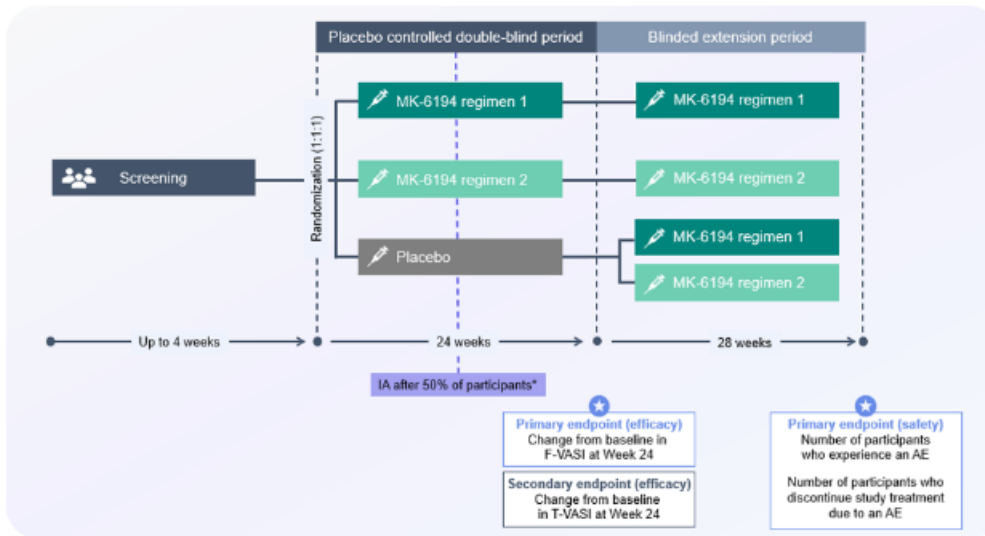 Placebo controlled double-blind period
Blinded extension period
Randomization (1:1:1)
Screening
MK-6194 regimen 1
MK-6194 regimen 1
MK-6194 regimen 2
MK-6194 regimen 2
Placebo
MK-6194 regimen 1
MK-6194 regimen 2
Up to 4 weeks
24 weeks
28 weeks
IA after 50% of participants*
Primary endpoint (efficacy)
Change from baseline in
F-VASI at Week 24
Secondary endpoint (efficacy)
Change from baseline
in T-VASI at Week 24
Primary endpoint (safety)
Number of participants
who experience an AE
Number of participants who
discontinue study treatment
due to an AE